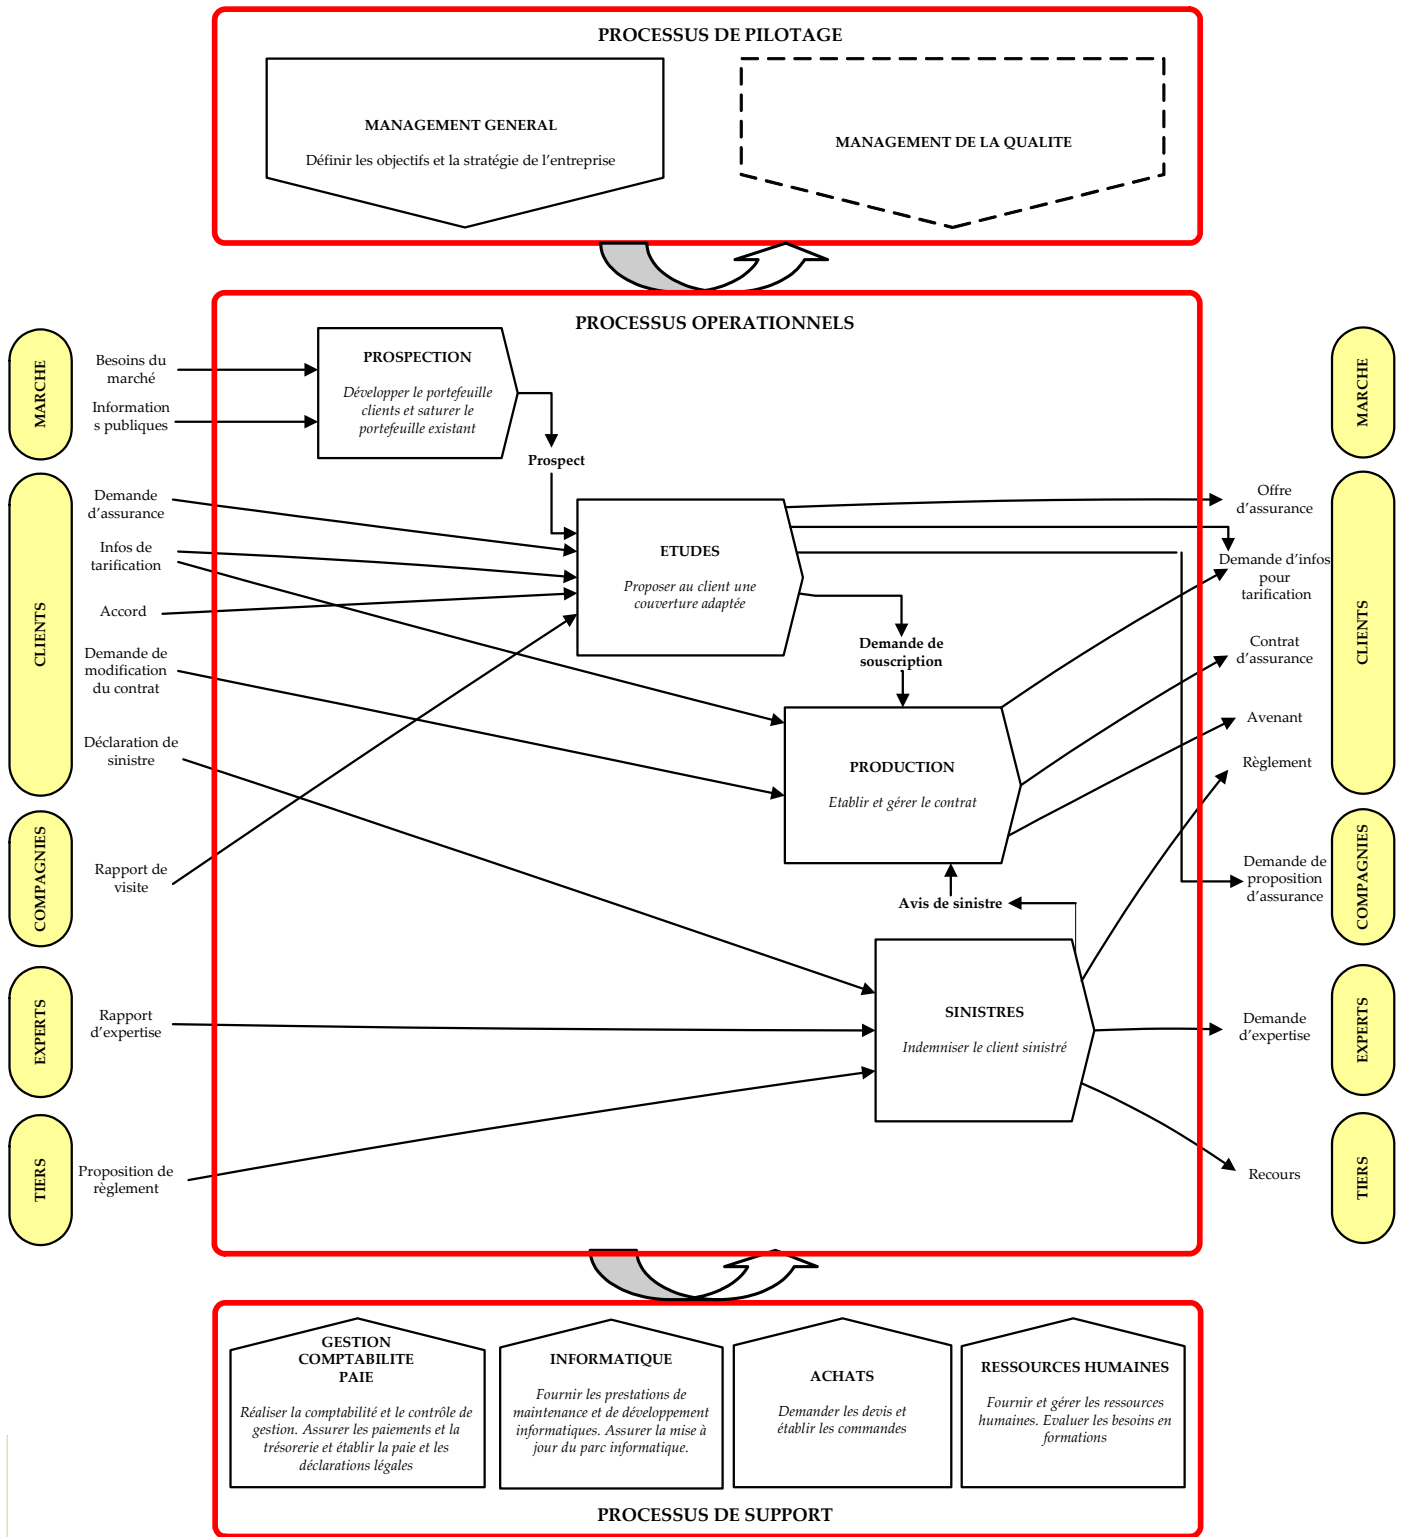 PROCESSUS DE PILOTAGE
MANAGEMENT GENERAL
Définir les objectifs et la stratégie de l'entreprise
MANAGEMENT DE LA QUALITE
PROCESSUS OPERATIONNELS
MARCHE
Besoins du
marché
Information
s publiques
PROSPECTION
Développer le portefeuille
clients et saturer le
portefeuille existant
Prospect
MARCHE
CLIENTS
Demande
d'assurance
Infos de
tarification
Accord
Demande de
modification
du contrat
Déclaration de
sinistre
ETUDES
Proposer au client une
couverture adaptée
Demande de
souscription
PRODUCTION
Etablir et gérer le contrat
Offre
d'assurance
Demande d'infos
pour
tarification
Contrat
d'assurance
Avenant
Règlement
CLIENTS
COMPAGNIES
Rapport de
visite
Avis de sinistre
Demande de
proposition
d'assurance
COMPAGNIES
EXPERTS
Rapport
d'expertise
SINISTRES
Indemniser le client sinistré
Demande
d'expertise
EXPERTS
TIERS
Proposition de
règlement
Recours
TIERS
GESTION
COMPTABILITE
PAIE
Réaliser la comptabilité et le contrôle de
gestion. Assurer les paiements et la
trésorerie et établir la paie et les
déclarations légales
INFORMATIQUE
Fournir les prestations de
maintenance et de développement
informatiques. Assurer la mise à
jour du parc informatique.
ACHATS
Demander les devis et
établir les commandes
RESSOURCES HUMAINES
Fournir et gérer les ressources
humaines. Evaluer les besoins en
formations
PROCESSUS DE SUPPORT